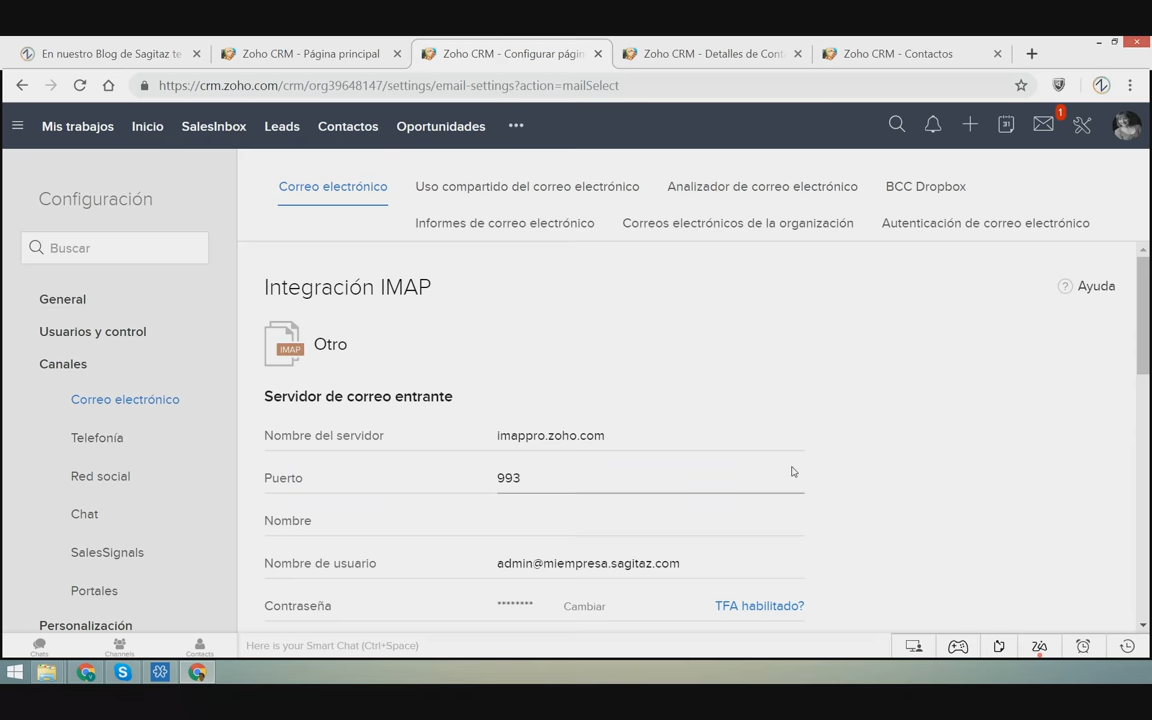 En nuestro Blog de Sagitaz te
Zoho CRM - Página principal
Zoho CRM - Configurar págin
Zoho CRM - Detalles de Cont
Zoho CRM - Contactos
https://crm.zoho.com/crm/org39648147/settings/email-settings?action=mailSelect
Mis trabajos Inicio SalesInbox Leads Contactos Oportunidades
31
1
Configuración
Buscar
General
Usuarios y control
Canales
Correo electrónico
Telefonía
Red social
Chat
SalesSignals
Portales
Personalización
Correo electrónico Uso compartido del correo electrónico Analizador de correo electrónico BCC Dropbox
Informes de correo electrónico Correos electrónicos de la organización Autenticación de correo electrónico
Integración IMAP
? Ayuda
IMAP Otro
Servidor de correo entrante
Nombre del servidor imappro.zoho.com
Puerto 993
Nombre
Nombre de usuario admin@miempresa.sagitaz.com
Contraseña ******** Cambiar TFA habilitado?
Chats Channels Contacts Here is your Smart Chat (Ctrl+Space)